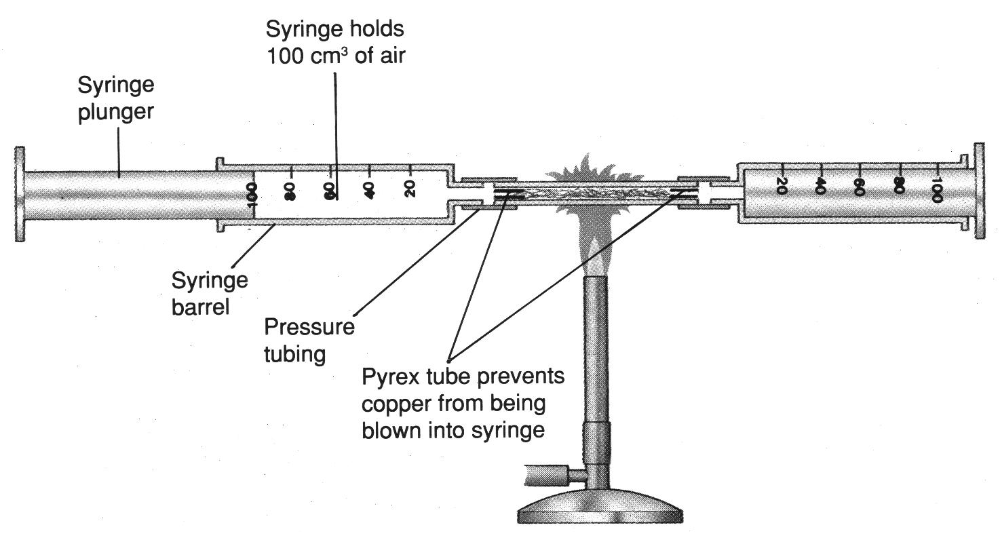 Syringe holds
100 cm³ of air
Syringe
plunger
100 80 60 40 20
20 40 60 80 100
Syringe
barrel
Pressure
tubing
Pyrex tube prevents
copper from being
blown into syringe